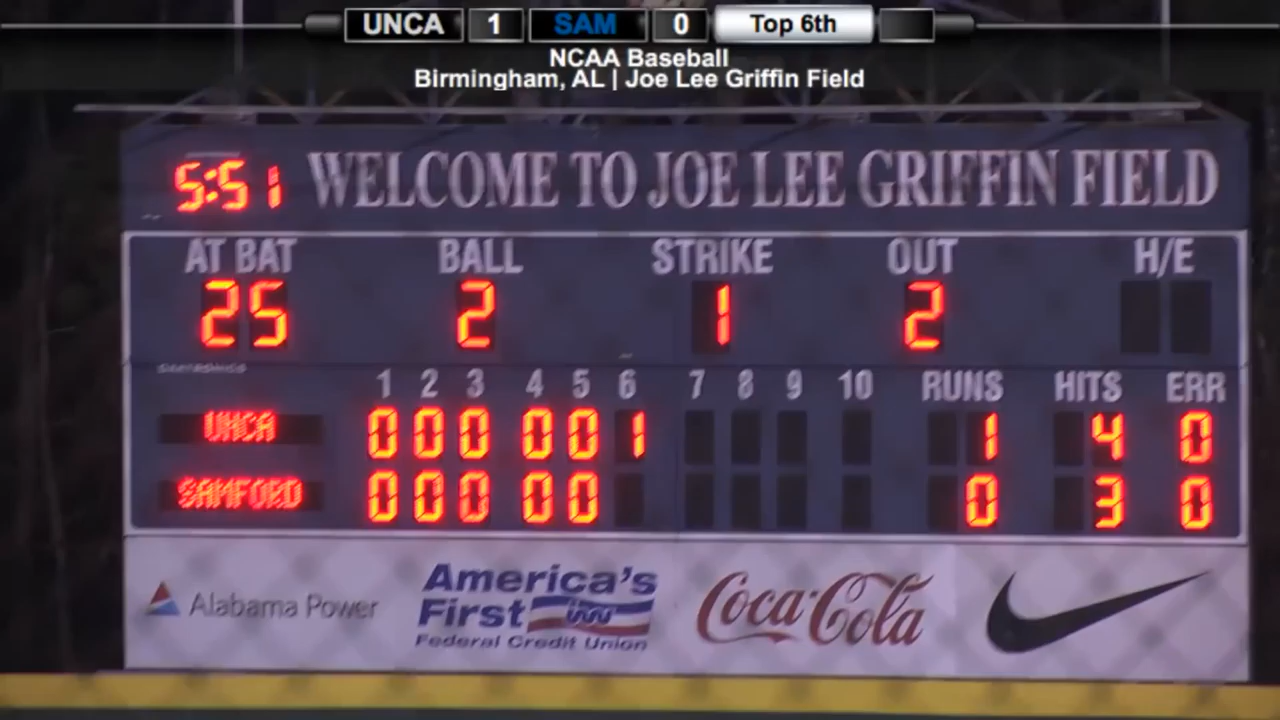 UNCA 1 SAM 0 Top 6th
NCAA Baseball
Birmingham, AL | Joe Lee Griffin Field
5:51 WELCOME TO JOE LEE GRIFFIN FIELD
AT BAT BALL STRIKE OUT H/E
25 2 1 2
1 2 3 4 5 6 7 8 9 10 RUNS HITS ERR
UNCA 0 0 0 0 0 1 1 4 0
SAMFORD 0 0 0 0 0 0 3 0
Alabama Power
America's
First
Federal Credit Union
Coca-Cola